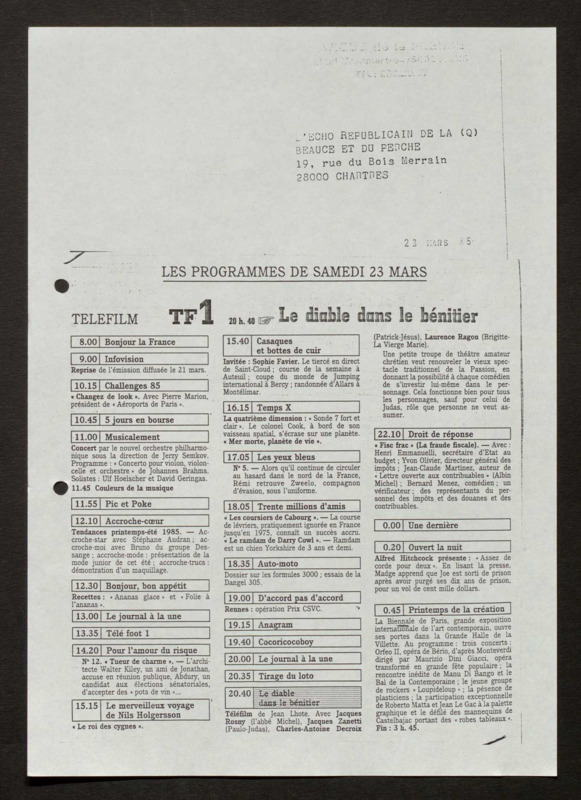 L'ECHO REPUBLICAIN DE LA (Q)
BEAUCE ET DU PERCHE
19, rue du Bois Merrain
28000 CHARTRES
23 MARS 85
LES PROGRAMMES DE SAMEDI 23 MARS
TELEFILM TF1 20 h. 40 Le diable dans le bénitier
8.00 Bonjour la France
9.00 Infovision
Reprise de l'émission diffusée le 21 mars.
10.15 Challenges 85
« Changez de look ». Avec Pierre Marion,
président de « Aéroports de Paris ».
10.45 5 jours en bourse
11.00 Musicalement
Concert par le nouvel orchestre philharmo-
nique sous la direction de Jerzy Semkov.
Programme : « Concerto pour violon, violon-
celle et orchestre » de Johannes Brahms.
Solistes : Ulf Hoelscher et David Geringas.
11.45 Couleurs de la musique
11.55 Pic et Poke
12.10 Accroche-cœur
Tendances printemps-été 1985. — Ac-
croche-star avec Stéphane Audran ; ac-
croche-moi avec Bruno du groupe Des-
sange ; accroche-mode : présentation de la
mode junior de cet été ; accroche-trucs :
démonstration d'un maquillage.
12.30 Bonjour, bon appétit
Recettes : « Ananas glace » et « Folie à
l'ananas ».
13.00 Le journal à la une
13.35 Télé foot 1
14.20 Pour l'amour du risque
N° 12. « Tueur de charme ». — L'archi-
tecte Walter Kiley, un ami de Jonathan,
accuse en réunion publique, Abdury, un
candidat aux élections sénatoriales,
d'accepter des « pots de vin »...
15.15 Le merveilleux voyage
de Nils Holgersson
« Le roi des cygnes ».
15.40 Casaques
et bottes de cuir
Invitée : Sophie Favier. Le tiercé en direct
de Saint-Cloud ; course de la semaine à
Auteuil ; coupe du monde de Jumping
international à Bercy ; randonnée d'Allars à
Montélimar.
16.15 Temps X
La quatrième dimension : « Sonde 7 fort et
clair ». Le colonel Cook, à bord de son
vaisseau spatial, s'écrase sur une planète.
« Mer morte, planète de vie ».
17.05 Les yeux bleus
N° 5. — Alors qu'il continue de circuler
au hasard dans le nord de la France,
Rémi retrouve Zweelo, compagnon
d'évasion, sous l'uniforme.
18.05 Trente millions d'amis
« Les coursiers de Cabourg ». — La course
de lévriers, pratiquement ignorée en France
jusqu'en 1975, connaît un succès accru.
« Le ramdam de Darry Cowl ». — Ramdam
est un chien Yorkshire de 3 ans et demi.
18.35 Auto-moto
Dossier sur les formules 3000 ; essais de la
Dangel 305.
19.00 D'accord pas d'accord
Rennes : opération Prix CSVC.
19.15 Anagram
19.40 Cocoricocoboy
20.00 Le journal à la une
20.35 Tirage du loto
20.40 Le diable
dans le bénitier
Téléfilm de Jean Lhote. Avec Jacques
Rosny (l'abbé Michel), Jacques Zanetti
(Paulo-Judas), Charles-Antoine Decroix
(Patrick-Jésus), Laurence Ragon (Brigitte-
La Vierge Marie).
Une petite troupe de théâtre amateur
chrétien veut renouveler le vieux spec-
tacle traditionnel de la Passion, en
donnant la possibilité à chaque comédien
de s'investir lui-même dans le per-
sonnage. Cela fonctionne bien pour tous
les personnages, sauf pour celui de
Judas, rôle que personne ne veut as-
sumer.
22.10 Droit de réponse
« Fisc frac » (La fraude fiscale). — Avec :
Henri Emmanuelli, secrétaire d'Etat au
budget ; Yvon Olivier, directeur général des
impôts ; Jean-Claude Martinez, auteur de
« Lettre ouverte aux contribuables » (Albin
Michel) ; Bernard Menez, comédien ; un
vérificateur ; des représentants du per-
sonnel des impôts et des douanes et des
contribuables.
0.00 Une dernière
0.20 Ouvert la nuit
Alfred Hitchcock présente : « Assez de
corde pour deux ». En lisant la presse,
Madge apprend que Joe est sorti de prison
après avoir purgé ses dix ans de prison,
pour un vol de cent mille dollars.
0.45 Printemps de la création
La Biennale de Paris, grande exposition
internationale de l'art contemporain, ouvre
ses portes dans la Grande Halle de la
Villette. Au programme : trois concerts :
Orfeo II, opéra de Bério, d'après Monteverdi
dirigé par Maurizio Dini Giacci, opéra
transformé en grande fête populaire ; la
rencontre inédite de Manu Di Bango et le
Bal de la Contemporaine ; le jeune groupe
de rockers « Loupideloup » ; la présence de
plasticiens ; la participation exceptionnelle
de Roberto Matta et Jean Le Gac à la palette
graphique et le défilé des mannequins de
Castelbajac portant des « robes tableaux ».
Fin : 3 h. 45.